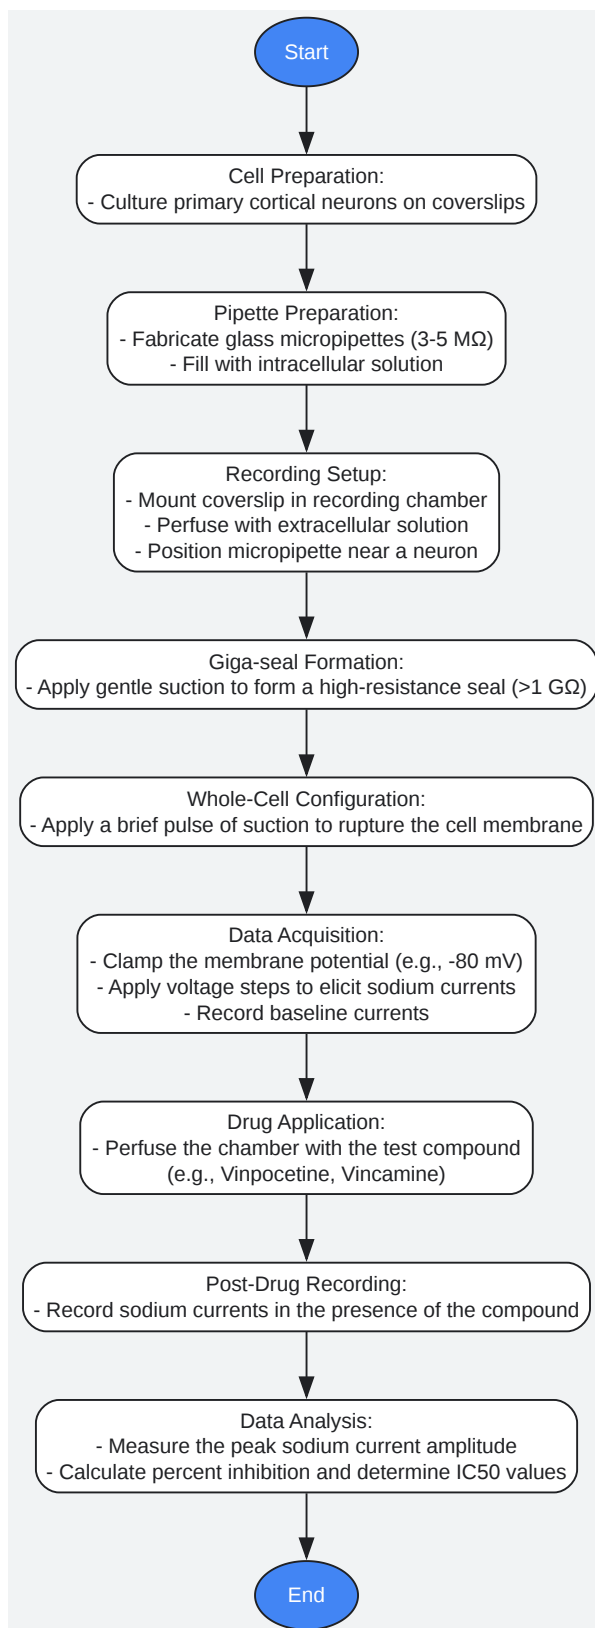 Start
Cell Preparation:
- Culture primary cortical neurons on coverslips
Pipette Preparation:
- Fabricate glass micropipettes (3-5 MΩ)
- Fill with intracellular solution
Recording Setup:
- Mount coverslip in recording chamber
- Perfuse with extracellular solution
- Position micropipette near a neuron
Giga-seal Formation:
- Apply gentle suction to form a high-resistance seal (>1 GΩ)
Whole-Cell Configuration:
- Apply a brief pulse of suction to rupture the cell membrane
Data Acquisition:
- Clamp the membrane potential (e.g., -80 mV)
- Apply voltage steps to elicit sodium currents
- Record baseline currents
Drug Application:
- Perfuse the chamber with the test compound
(e.g., Vinpocetine, Vincamine)
Post-Drug Recording:
- Record sodium currents in the presence of the compound
Data Analysis:
- Measure the peak sodium current amplitude
- Calculate percent inhibition and determine IC50 values
End